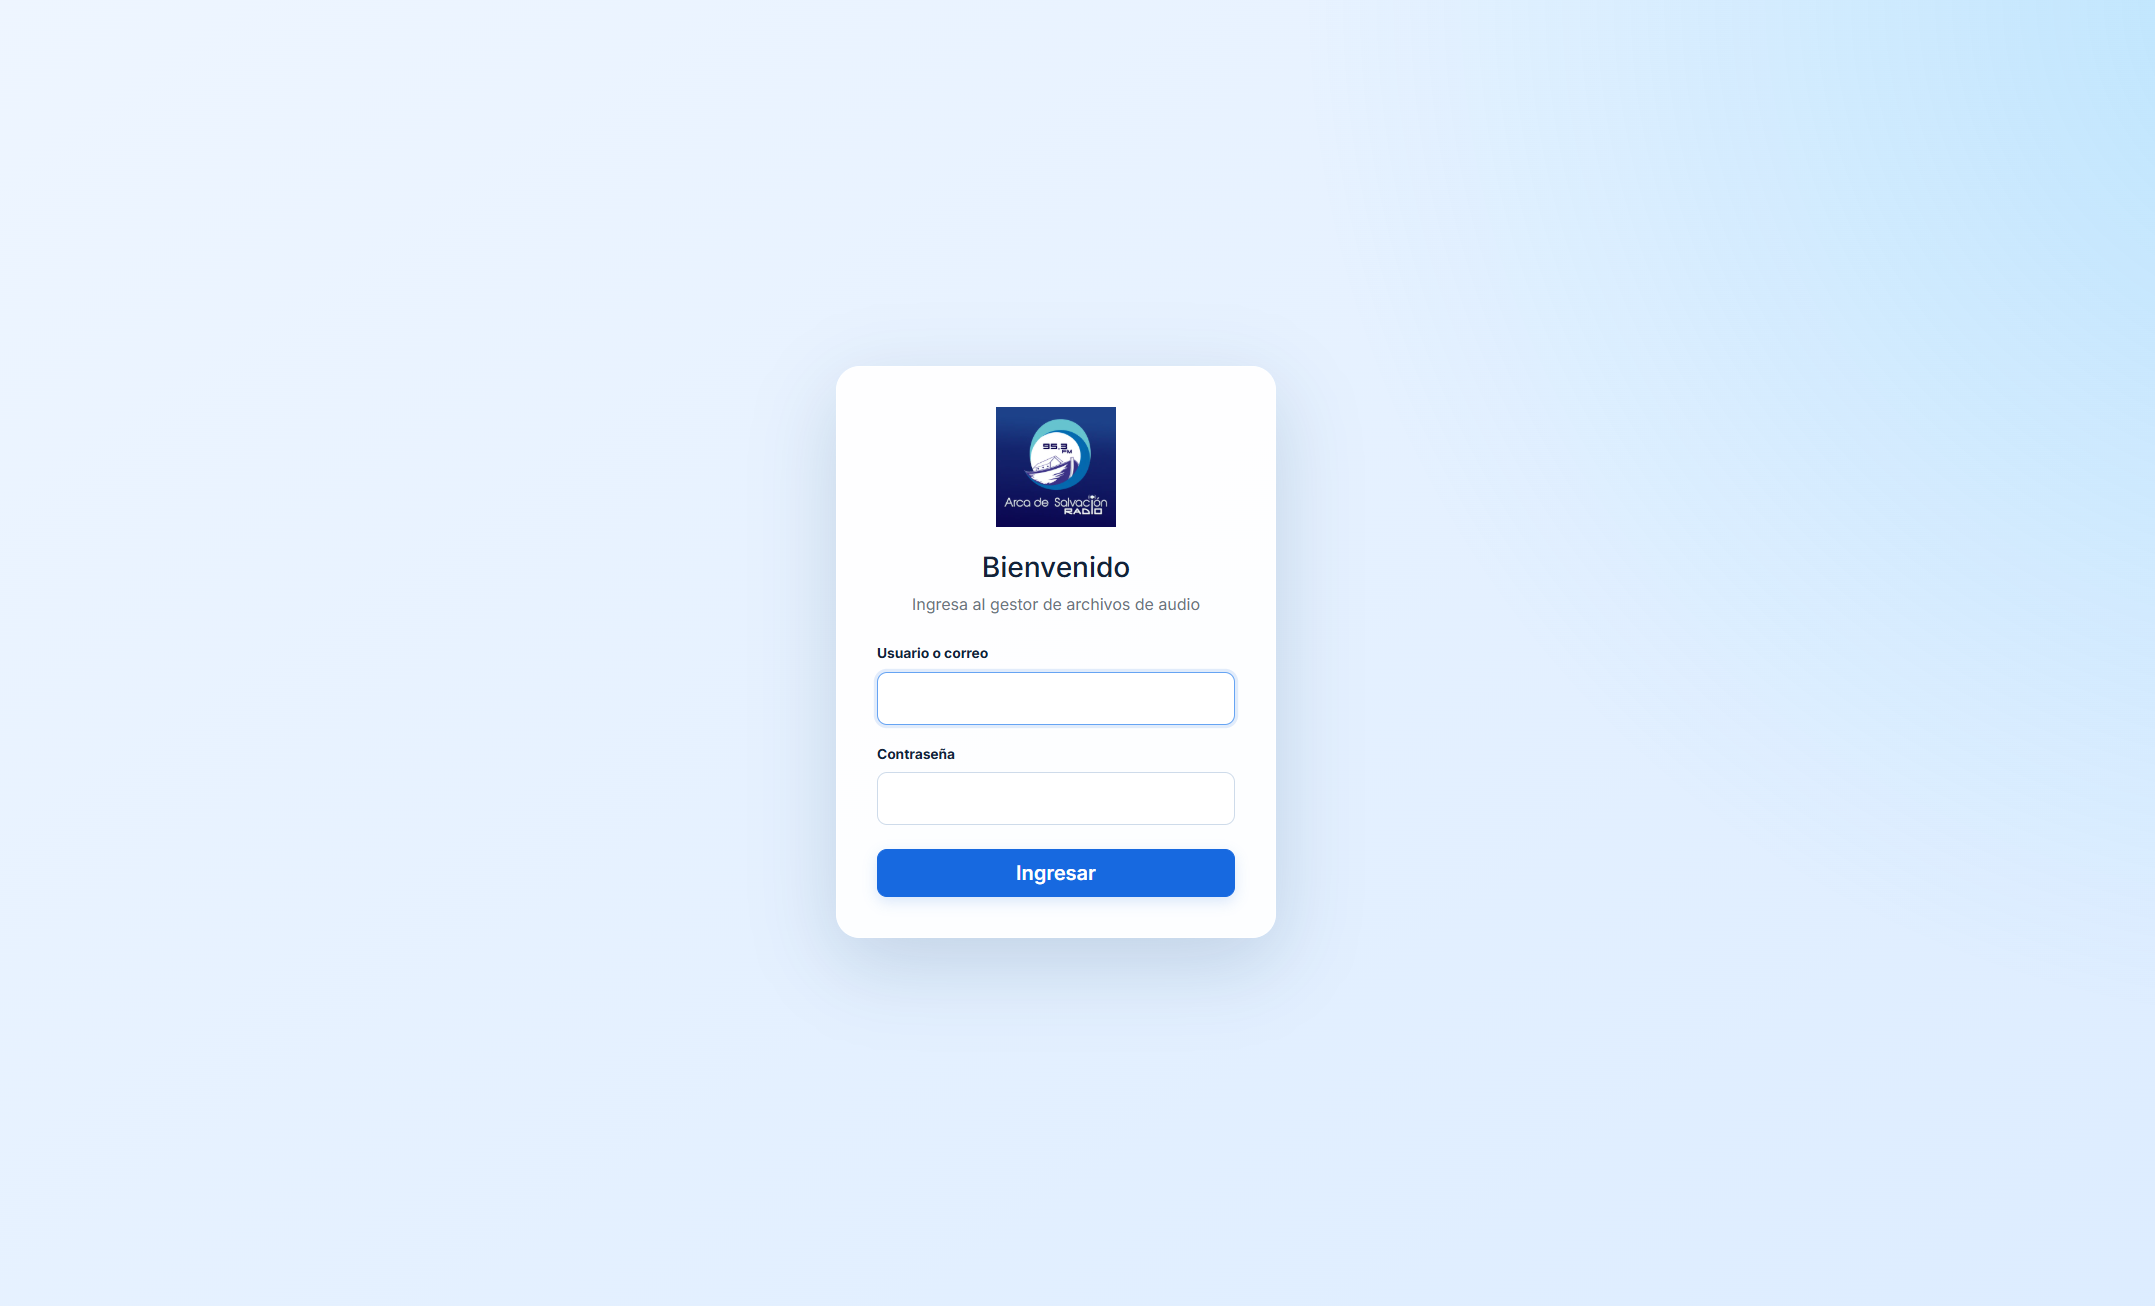 95.3
FM
Arca de Salvación
RADIO
Bienvenido
Ingresa al gestor de archivos de audio
Usuario o correo
Contraseña
Ingresar